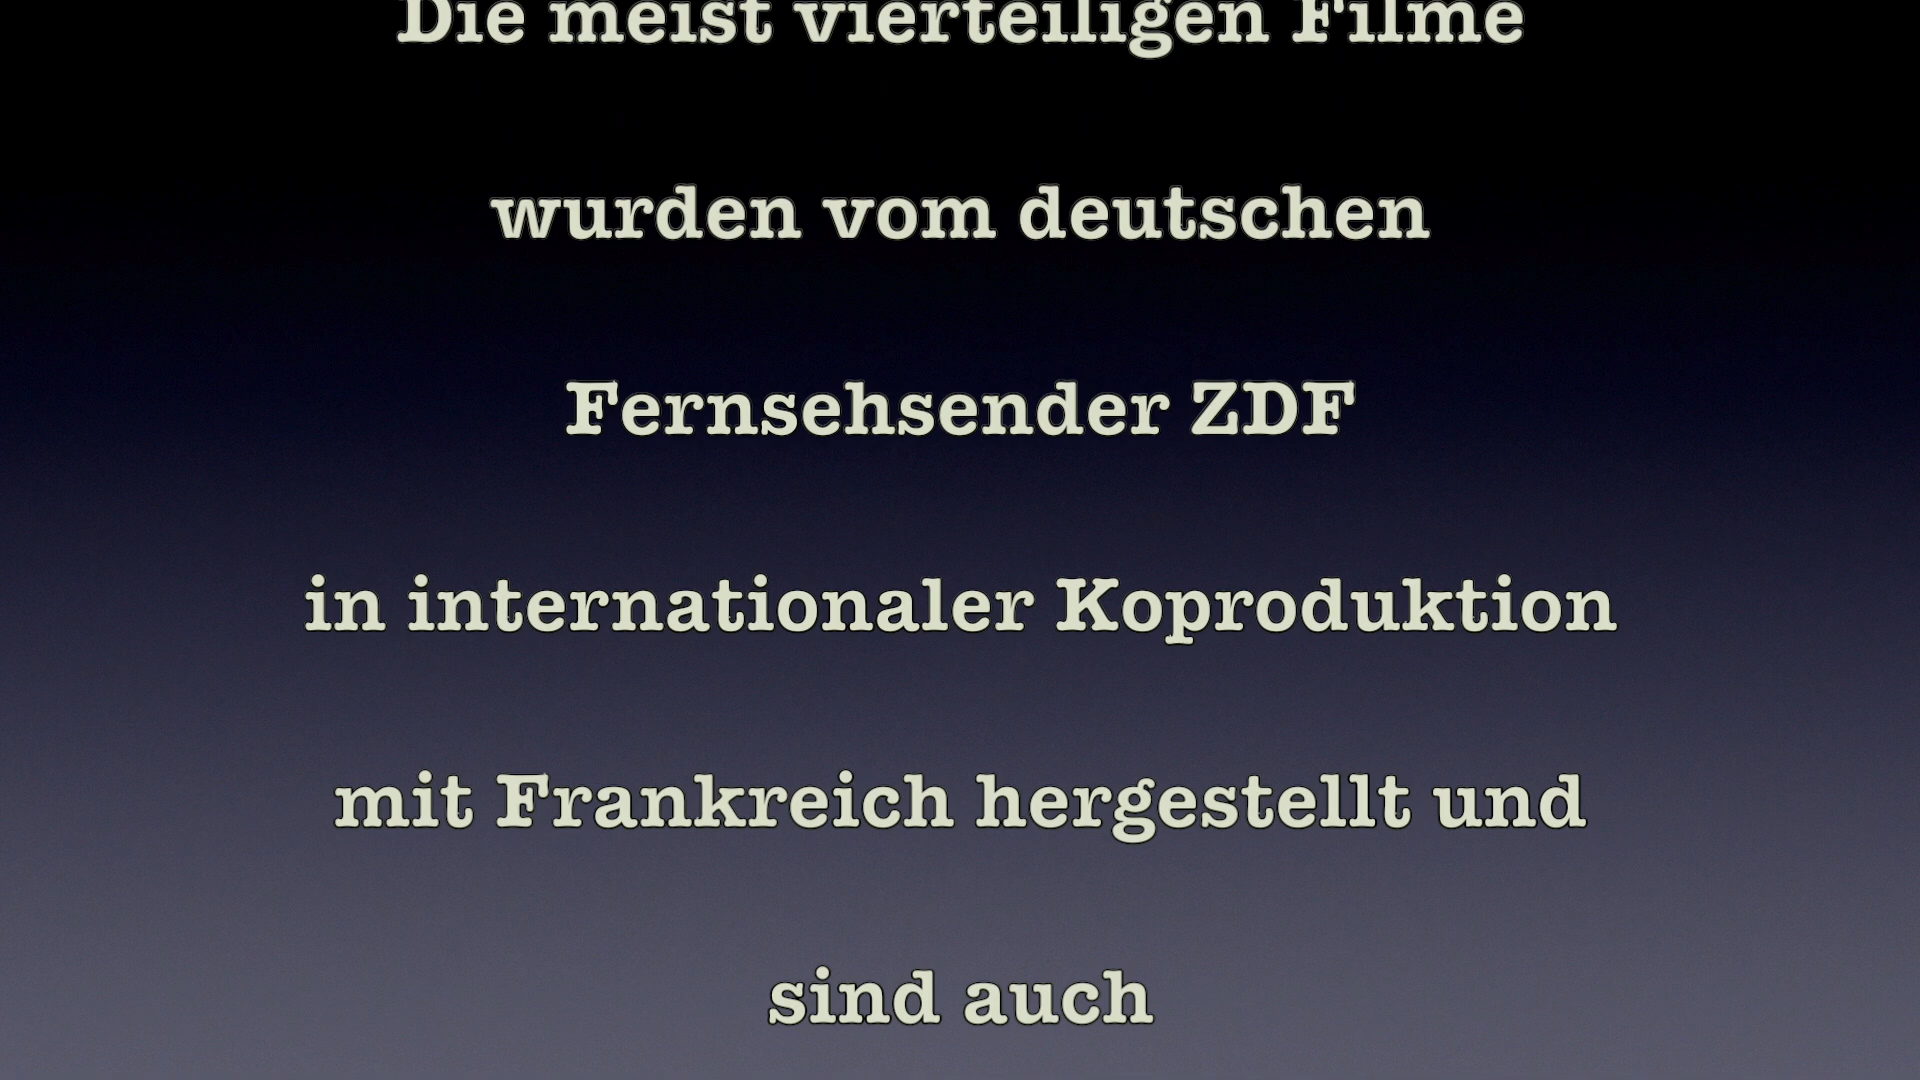 Die meist vierteiligen Filme
wurden vom deutschen
Fernsehsender ZDF
in internationaler Koproduktion
mit Frankreich hergestellt und
sind auch